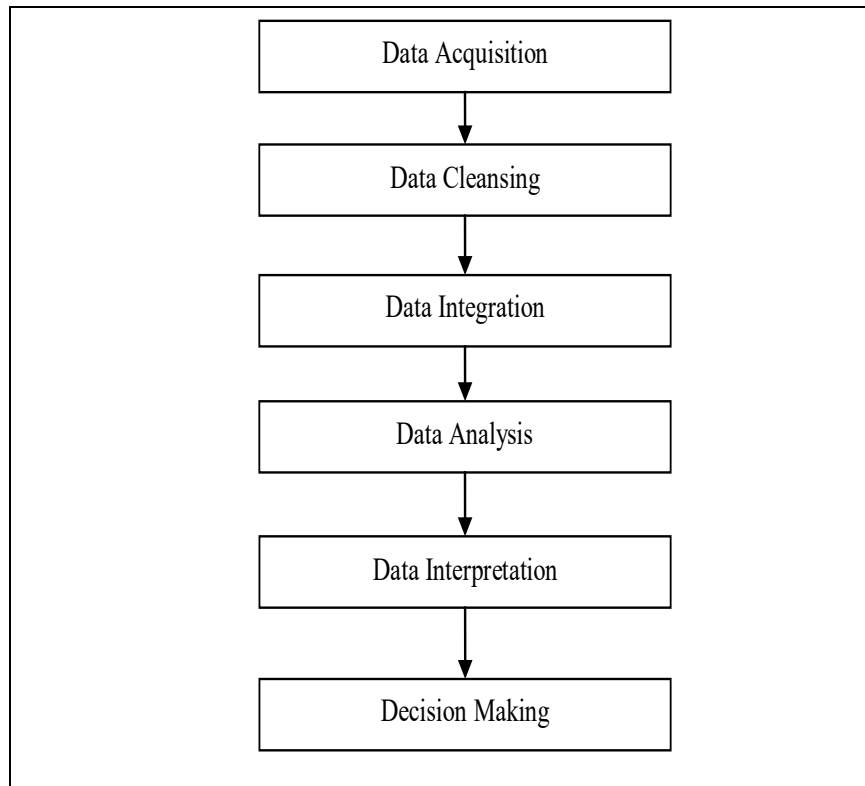 Data Acquisition
Data Cleansing
Data Integration
Data Analysis
Data Interpretation
Decision Making